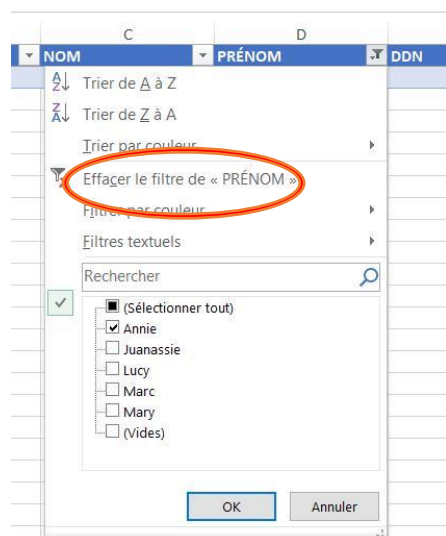 C D
NOM PRÉNOM DDN
Trier de A à Z
Trier de Z à A
Trier par couleur
Effacer le filtre de « PRÉNOM »
Filtrer par couleur
Filtres textuels
Rechercher
(Sélectionner tout)
Annie
Juanassie
Lucy
Marc
Mary
(Vides)
OK Annuler